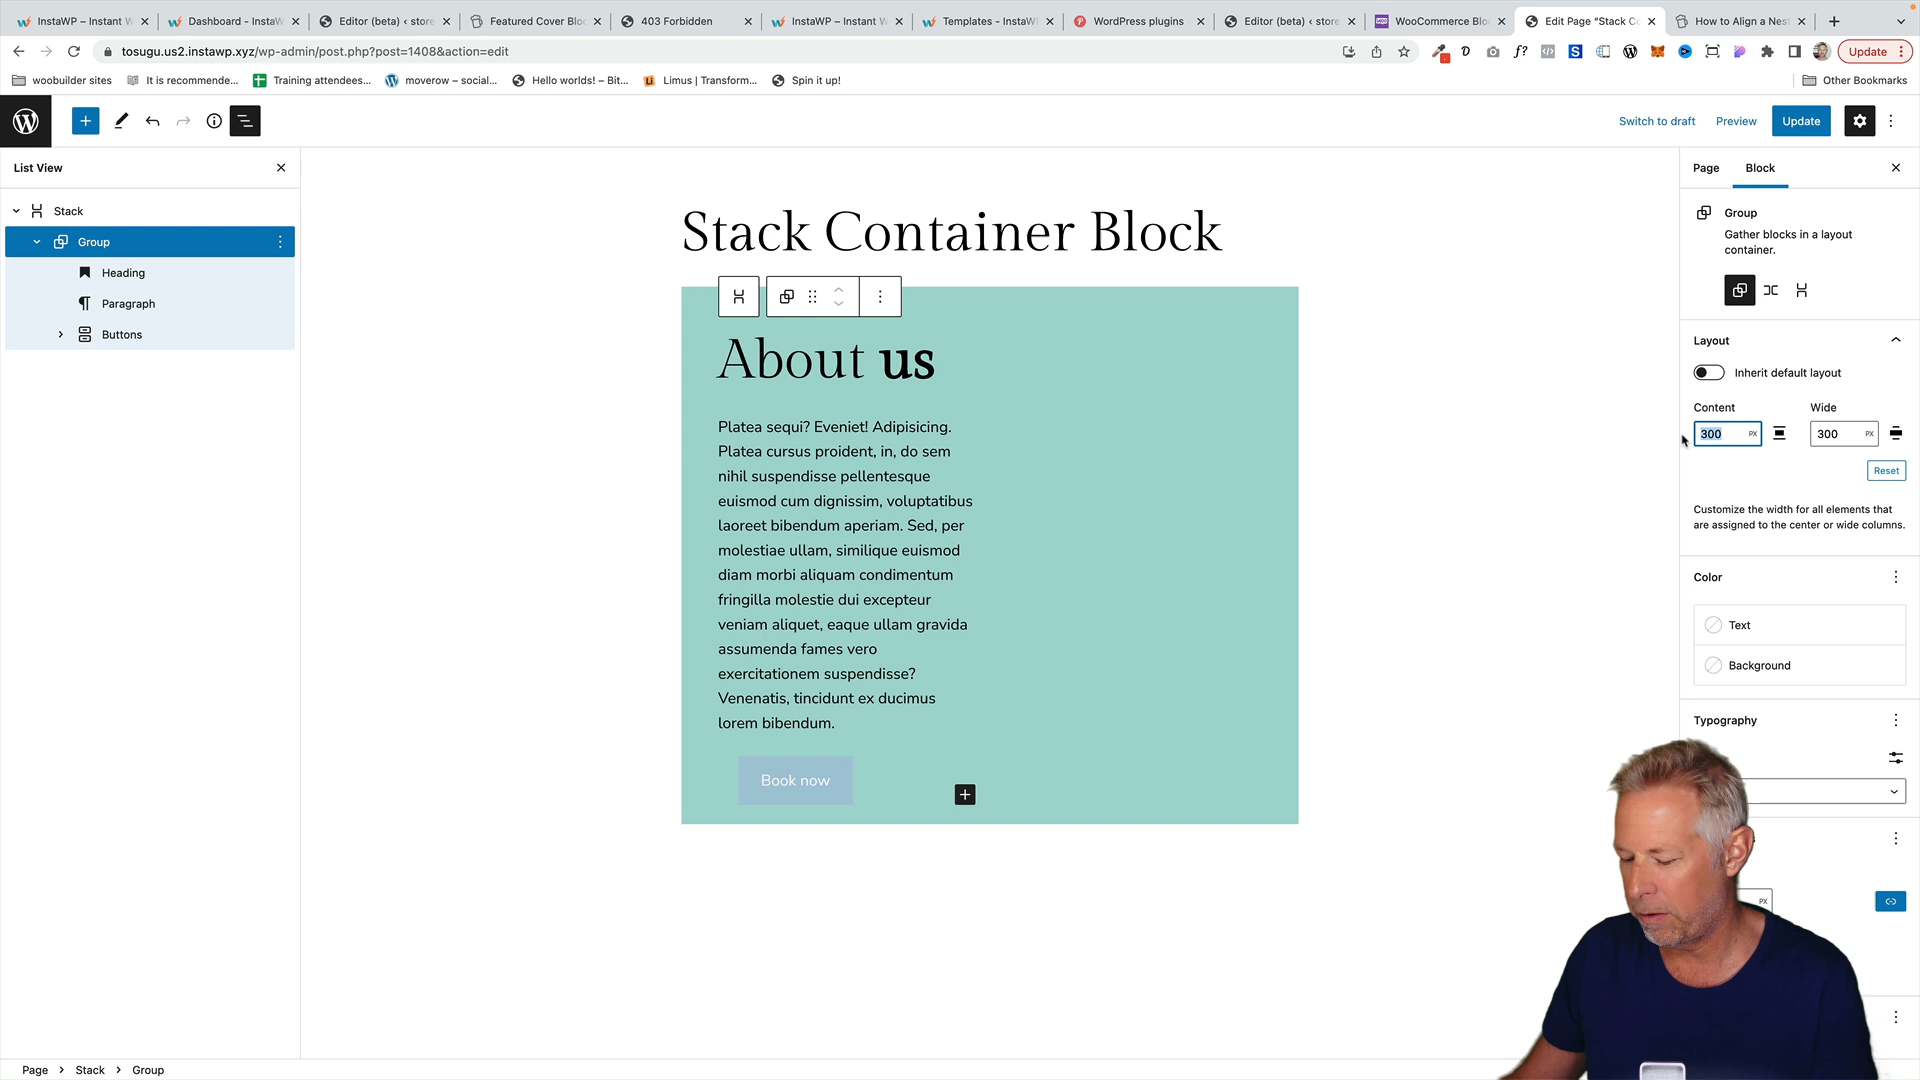 InstaWP – Instant W
Dashboard - InstaW
Editor (beta) ‹ store
Featured Cover Bloc
403 Forbidden
InstaWP – Instant W
Templates - InstaW
WordPress plugins
Editor (beta) ‹ store
WooCommerce Blo
Edit Page “Stack C
How to Align a Nes
tosugu.us2.instawp.xyz/wp-admin/post.php?post=1408&action=edit
Update
woobuilder sites
It is recommende...
Training attendees...
moverow – social...
Hello worlds! – Bit...
Limus | Transform...
Spin it up!
Other Bookmarks
Switch to draft
Preview
Update
List View
Stack
Group
Heading
Paragraph
Buttons
Stack Container Block
About us
Platea sequi? Eveniet! Adipisicing.
Platea cursus proident, in, do sem
nihil suspendisse pellentesque
euismod cum dignissim, voluptatibus
laoreet bibendum aperiam. Sed, per
molestiae ullam, similique euismod
diam morbi aliquam condimentum
fringilla molestie dui excepteur
veniam aliquet, eaque ullam gravida
assumenda fames vero
exercitationem suspendisse?
Venenatis, tincidunt ex ducimus
lorem bibendum.
Book now
Page
Block
Group
Gather blocks in a layout
container.
Layout
Inherit default layout
Content
Wide
300 PX
300 PX
Reset
Customize the width for all elements that
are assigned to the center or wide columns.
Color
Text
Background
Typography
PX
Page > Stack > Group